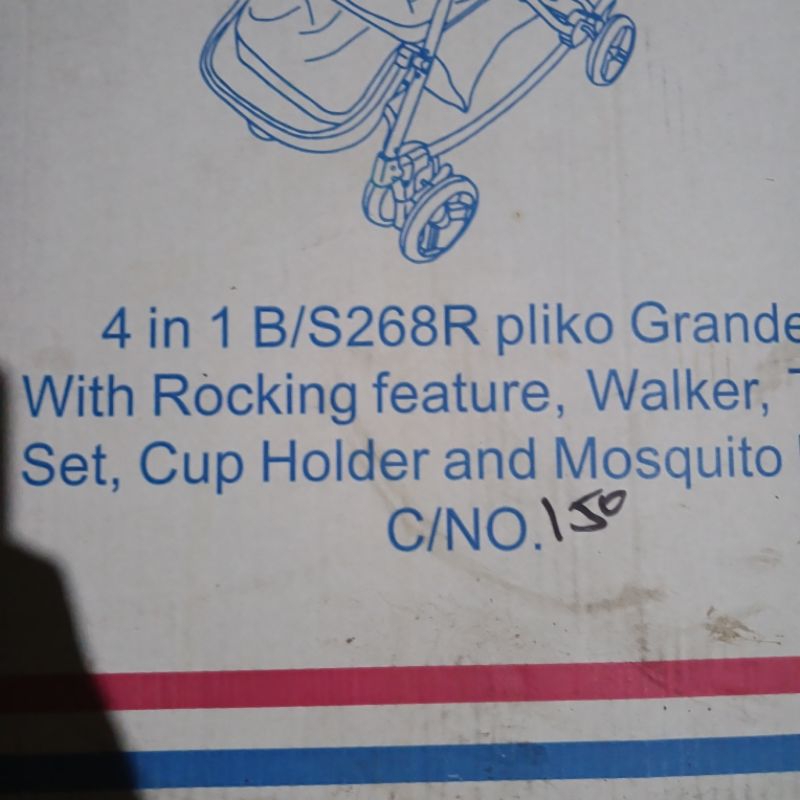 4 in 1 B/S268R pliko Grande
With Rocking feature, Walker,
Set, Cup Holder and Mosquito
C/NO.150